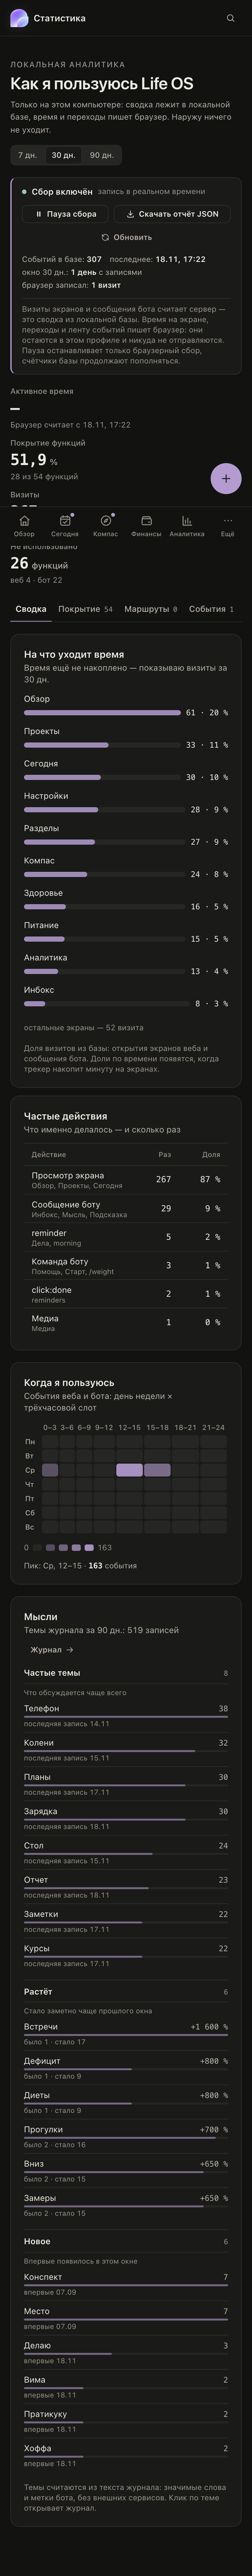 Статистика
ЛОКАЛЬНАЯ АНАЛИТИКА
Как я пользуюсь Life OS
Только на этом компьютере: сводка лежит в локальной
базе, время и переходы пишет браузер. Наружу ничего
не уходит.
7 дн. 30 дн. 90 дн.
Сбор включён запись в реальном времени
Пауза сбора Скачать отчёт JSON
Обновить
Событий в базе: 307 последнее: 18.11, 17:22
окно 30 дн.: 1 день с записями
браузер записал: 1 визит
Визиты экранов и сообщения бота считает сервер —
это сводка из локальной базы. Время на экране,
переходы и ленту событий пишет браузер: они
остаются в этом профиле и никуда не отправляются.
Пауза останавливает только браузерный сбор,
счётчики базы продолжают пополняться.
Активное время
—
Браузер считает с 18.11, 17:22
Покрытие функций
51,9 %
28 из 54 функций
Визиты
Обзор Сегодня Компас Финансы Аналитика Ещё
Не использовано
26 функций
веб 4 · бот 22
Сводка Покрытие 54 Маршруты 0 События 1
На что уходит время
Время ещё не накоплено — показываю визиты за
30 дн.
Обзор
61 · 20 %
Проекты
33 · 11 %
Сегодня
30 · 10 %
Настройки
28 · 9 %
Разделы
27 · 9 %
Компас
24 · 8 %
Здоровье
16 · 5 %
Питание
15 · 5 %
Аналитика
13 · 4 %
Инбокс
8 · 3 %
остальные экраны — 52 визита
Доля визитов из базы: открытия экранов веба и
сообщения бота. Доли по времени появятся, когда
трекер накопит минуту на экранах.
Частые действия
Что именно делалось — и сколько раз
Действие Раз Доля
Просмотр экрана 267 87 %
Обзор, Проекты, Сегодня
Сообщение боту 29 9 %
Инбокс, Мысль, Подсказка
reminder 5 2 %
Дела, morning
Команда боту 3 1 %
Помощь, Старт, /weight
click:done 2 1 %
reminders
Медиа 1 0 %
Медиа
Когда я пользуюсь
События веба и бота: день недели ×
трёхчасовой слот
0–3 3–6 6–9 9–12 12–15 15–18 18–21 21–24
Пн
Вт
Ср
Чт
Пт
Сб
Вс
0 163
Пик: Ср, 12–15 · 163 события
Мысли
Темы журнала за 90 дн.: 519 записей
Журнал →
Частые темы 8
Что обсуждается чаще всего
Телефон 38
последняя запись 14.11
Колени 32
последняя запись 15.11
Планы 30
последняя запись 17.11
Зарядка 30
последняя запись 18.11
Стол 24
последняя запись 15.11
Отчет 23
последняя запись 18.11
Заметки 22
последняя запись 17.11
Курсы 22
последняя запись 17.11
Растёт 6
Стало заметно чаще прошлого окна
Встречи +1 600 %
было 1 · стало 17
Дефицит +800 %
было 1 · стало 9
Диеты +800 %
было 1 · стало 9
Прогулки +700 %
было 2 · стало 16
Вниз +650 %
было 2 · стало 15
Замеры +650 %
было 2 · стало 15
Новое 6
Впервые появилось в этом окне
Конспект 7
впервые 07.09
Место 7
впервые 07.09
Делаю 3
впервые 18.11
Вима 2
впервые 18.11
Пратикуку 2
впервые 18.11
Хоффа 2
впервые 18.11
Темы считаются из текста журнала: значимые слова
и метки бота, без внешних сервисов. Клик по теме
открывает журнал.